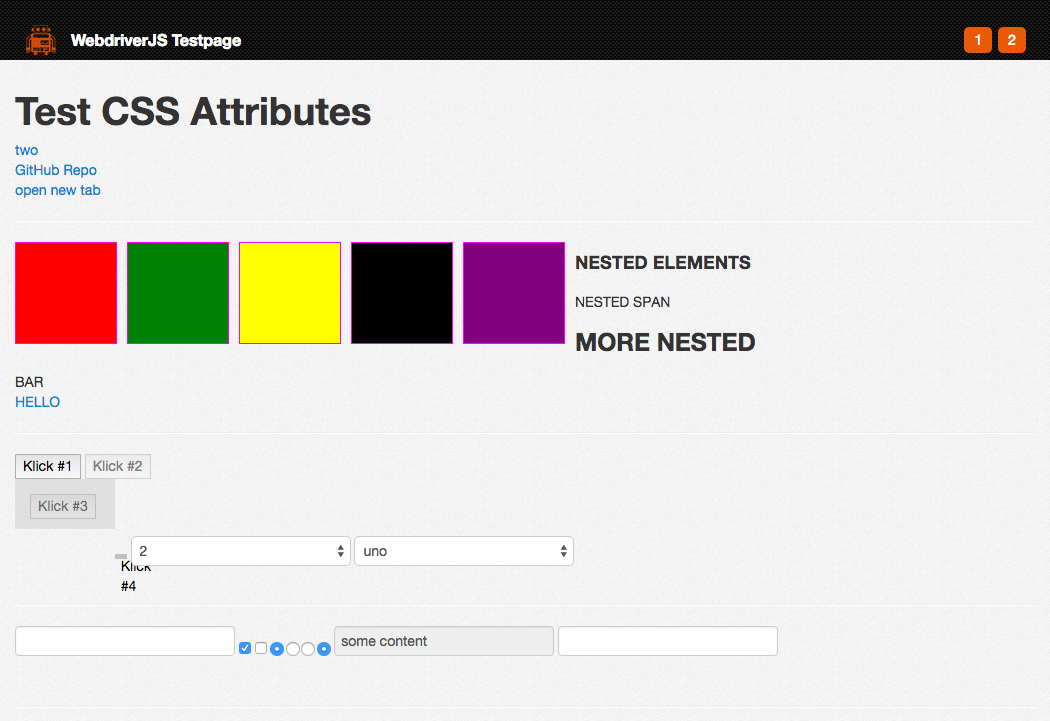 WebdriverJS Testpage
1 2
Test CSS Attributes
two
GitHub Repo
open new tab
NESTED ELEMENTS
NESTED SPAN
MORE NESTED
BAR
HELLO
Klick #1 Klick #2
Klick #3
2 uno
Klick
#4
some content